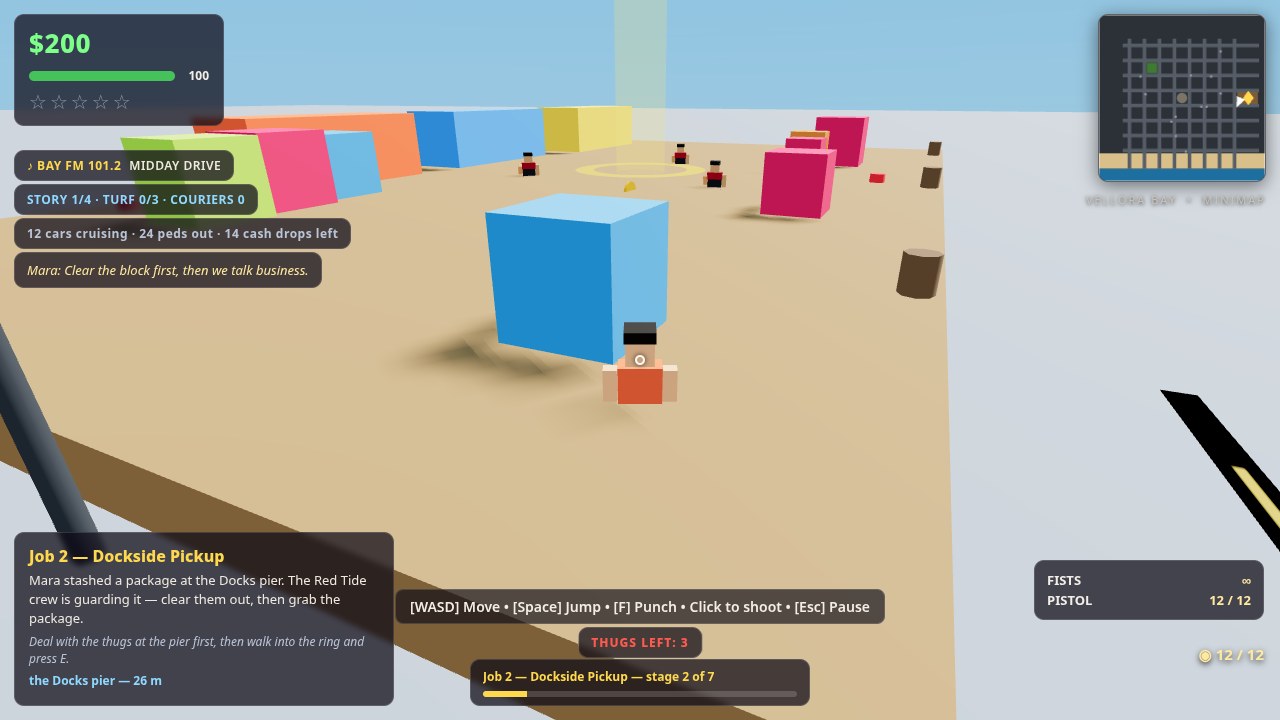 $200
100
☆☆☆☆☆
♪ BAY FM 101.2 MIDDAY DRIVE
STORY 1/4 · TURF 0/3 · COURIERS 0
12 cars cruising · 24 peds out · 14 cash drops left
Mara: Clear the block first, then we talk business.
VELLORA BAY • MINIMAP
Job 2 — Dockside Pickup
Mara stashed a package at the Docks pier. The Red Tide
crew is guarding it — clear them out, then grab the
package.
Deal with the thugs at the pier first, then walk into the ring and
press E.
the Docks pier — 26 m
[WASD] Move • [Space] Jump • [F] Punch • Click to shoot • [Esc] Pause
THUGS LEFT: 3
Job 2 — Dockside Pickup — stage 2 of 7
FISTS ∞
PISTOL 12 / 12
◉ 12 / 12